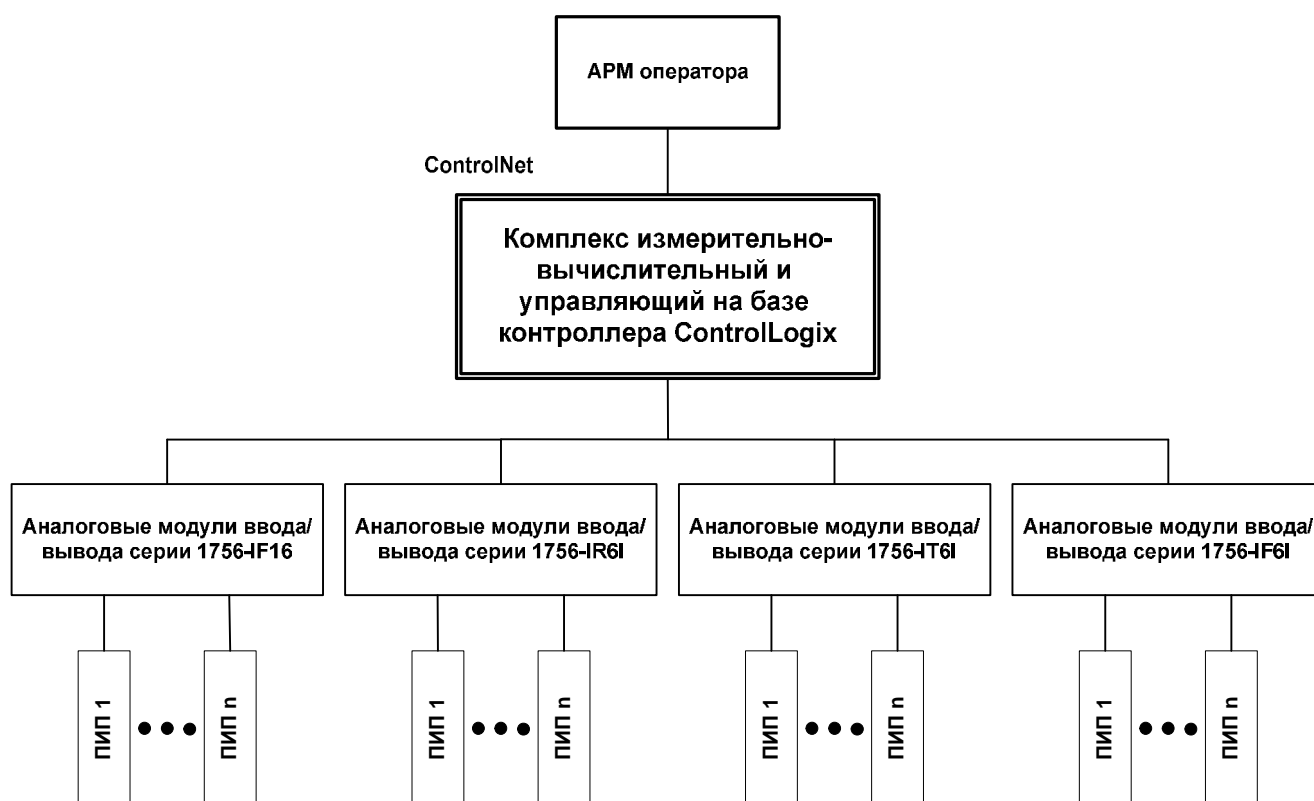 АРМ оператора
ControlNet
Комплекс измерительно-
вычислительный и
управляющий на базе
контроллера ControlLogix
Аналоговые модули ввода/
вывода серии 1756-IF16
Аналоговые модули ввода/
вывода серии 1756-IR6I
Аналоговые модули ввода/
вывода серии 1756-IT6I
Аналоговые модули ввода/
вывода серии 1756-IF6I
ПИП 1
ПИП n
ПИП 1
ПИП n
ПИП 1
ПИП n
ПИП 1
ПИП n